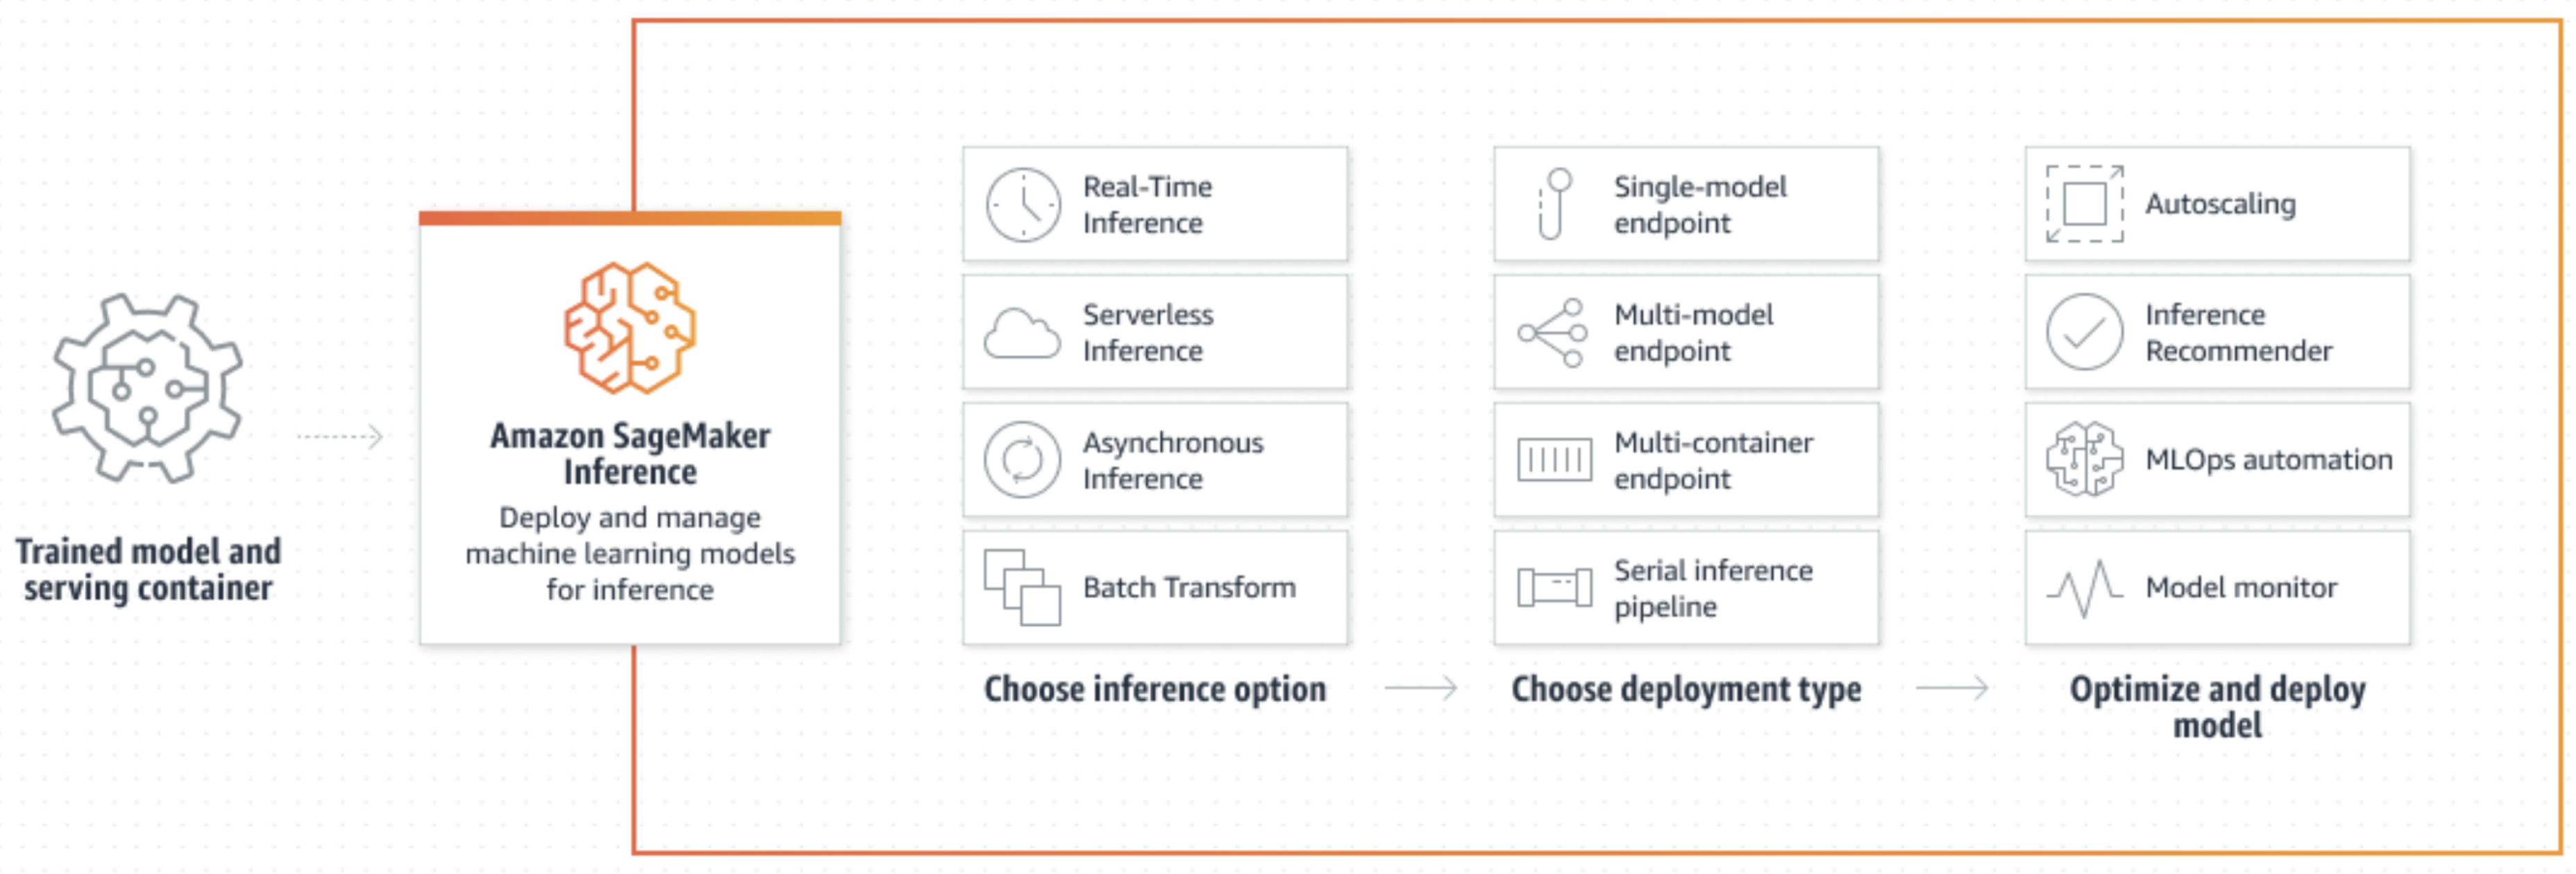 Trained model and
serving container
Amazon SageMaker
Inference
Deploy and manage
machine learning models
for inference
Real-Time
Inference
Serverless
Inference
Asynchronous
Inference
Batch Transform
Choose inference option
Single-model
endpoint
Multi-model
endpoint
Multi-container
endpoint
Serial inference
pipeline
Choose deployment type
Autoscaling
Inference
Recommender
MLOps automation
Model monitor
Optimize and deploy
model